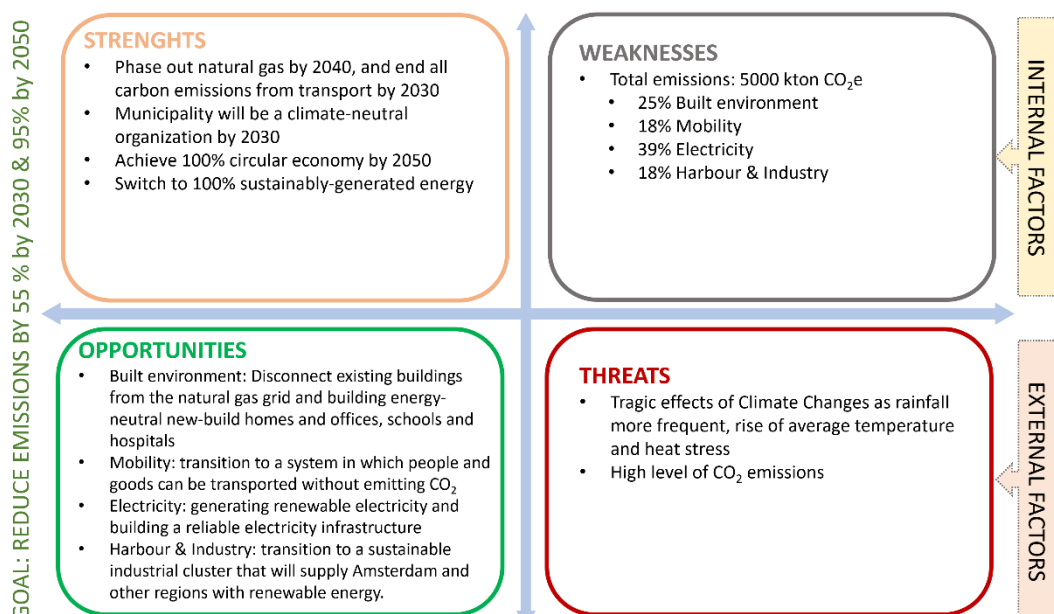 GOAL: REDUCE EMISSIONS BY 55 % by 2030 & 95% by 2050
STRENGHTS
• Phase out natural gas by 2040, and end all
carbon emissions from transport by 2030
• Municipality will be a climate-neutral
organization by 2030
• Achieve 100% circular economy by 2050
• Switch to 100% sustainably-generated energy
WEAKNESSES
• Total emissions: 5000 kton CO₂e
• 25% Built environment
• 18% Mobility
• 39% Electricity
• 18% Harbour & Industry
INTERNAL FACTORS
OPPORTUNITIES
• Built environment: Disconnect existing buildings
from the natural gas grid and building energy-
neutral new-build homes and offices, schools and
hospitals
• Mobility: transition to a system in which people and
goods can be transported without emitting CO₂
• Electricity: generating renewable electricity and
building a reliable electricity infrastructure
• Harbour & Industry: transition to a sustainable
industrial cluster that will supply Amsterdam and
other regions with renewable energy.
THREATS
• Tragic effects of Climate Changes as rainfall
more frequent, rise of average temperature
and heat stress
• High level of CO₂ emissions
EXTERNAL FACTORS